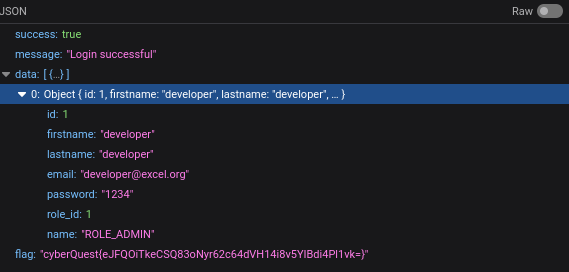 JSON
Raw
success: true
message: "Login successful"
data: [ {…} ]
0: Object { id: 1, firstname: "developer", lastname: "developer", … }
id: 1
firstname: "developer"
lastname: "developer"
email: "developer@excel.org"
password: "1234"
role_id: 1
name: "ROLE_ADMIN"
flag: "cyberQuest{eJFQOiTkeCSQ83oNyr62c64dVH14i8v5YIBdi4Pl1vk=}"